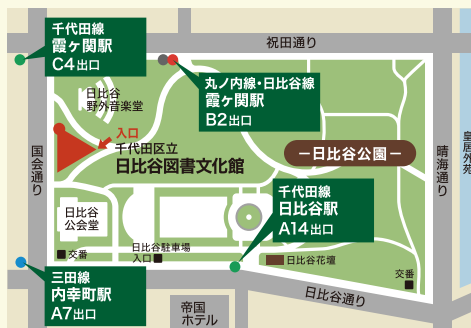 千代田線
霞ヶ関駅
C4出口
祝田通り
丸ノ内線・日比谷線
霞ヶ関駅
B2出口
日比谷
野外音楽堂
入口
千代田区立
日比谷図書文化館
ー日比谷公園ー
国会通り
晴海通り
皇居外苑
千代田線
日比谷駅
A14出口
日比谷
公会堂
交番
日比谷駐車場
入口
日比谷花壇
交番
三田線
内幸町駅
A7出口
日比谷通り
帝国
ホテル